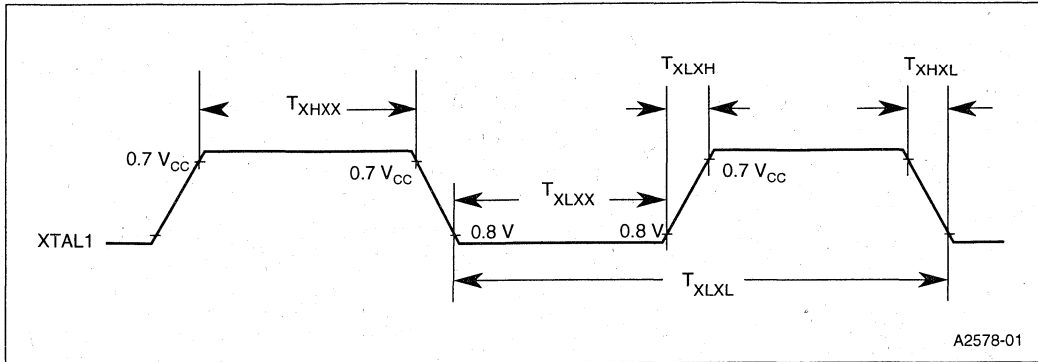 T_XLXH
T_XHXL
T_XHXX
0.7 V_CC
0.7 V_CC
0.7 V_CC
T_XLXX
XTAL1
0.8 V
0.8 V
T_XLXL
A2578-01